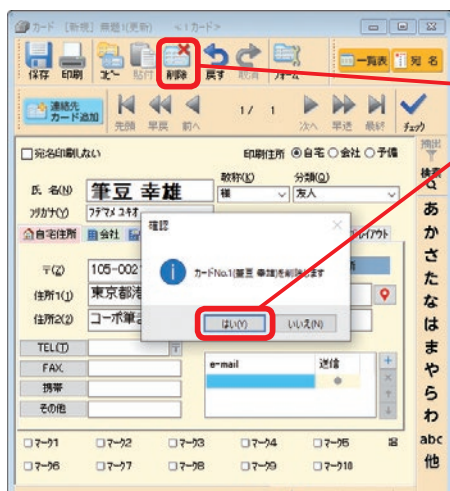 カード [新規] 無題1(更新) <1カード>
保存 印刷 コピー 貼付 削除 戻す 取消 フォーム 一覧表 宛名
連絡先カード追加 先頭 早戻 前へ 1/ 1 次へ 早送 最終 チェック
□宛名印刷しない 印刷住所 ◉自宅 ○会社 ○予備
抽出
検索
敬称(K) 分類(Q)
氏 名(N) 筆豆 幸雄 様 友人
フリガナ(Y) フデマメ ユキオ
自宅住所 会社
確認
カードNo.1(筆豆 幸雄)を削除します
はい(Y) いいえ(N)
〒(Z) 105-002
住所1(J) 東京都港
住所2(J) コーポ筆
TEL(T)
FAX
携帯
その他
e-mail 送信
□マーク1 □マーク2 □マーク3 □マーク4 □マーク5
□マーク6 □マーク7 □マーク8 □マーク9 □マーク10
あ
か
さ
た
な
は
ま
や
ら
わ
abc
他